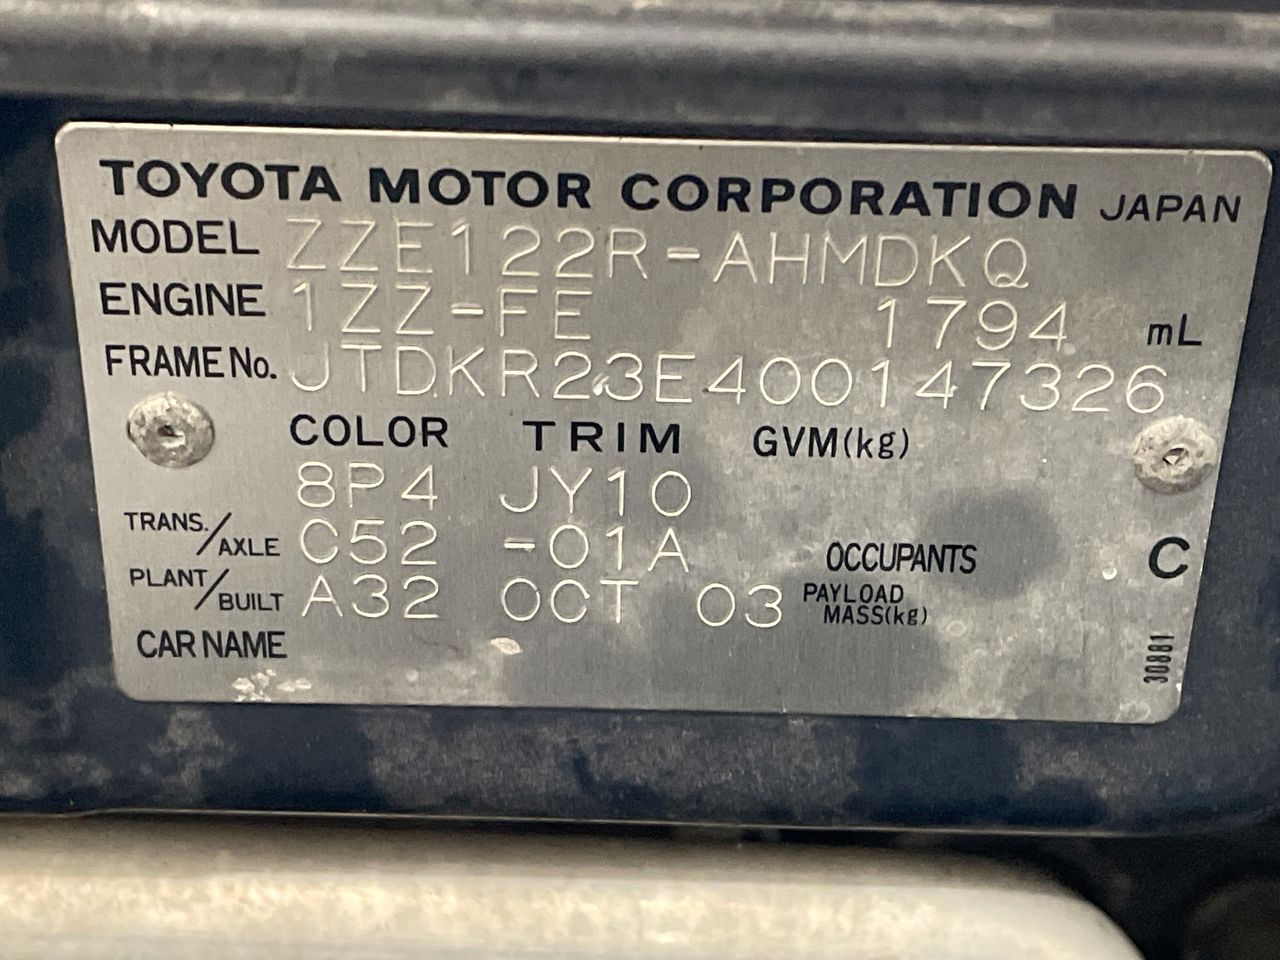 TOYOTA MOTOR CORPORATION JAPAN
MODEL ZZE122R-AHMDKQ
ENGINE 1ZZ-FE 1794 mL
FRAME No. JTDKR23E400147326
COLOR TRIM GVM(kg)
8P4 JY10
TRANS./AXLE C52 -01A OCCUPANTS C
PLANT/BUILT A32 OCT 03 PAYLOAD MASS(kg)
CAR NAME
30881